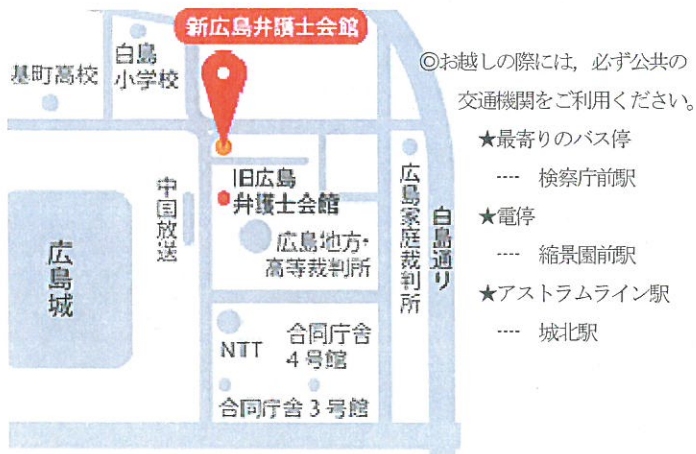 新広島弁護士会館
白島
小学校
基町高校
旧広島
弁護士会館
中国放送
広島地方・
高等裁判所
広島家庭裁判所
白島通り
広島城
NTT
合同庁舎
4号館
合同庁舎3号館
◎お越しの際には，必ず公共の
交通機関をご利用ください。
★最寄りのバス停
---- 検察庁前駅
★電停
---- 縮景園前駅
★アストラムライン駅
---- 城北駅